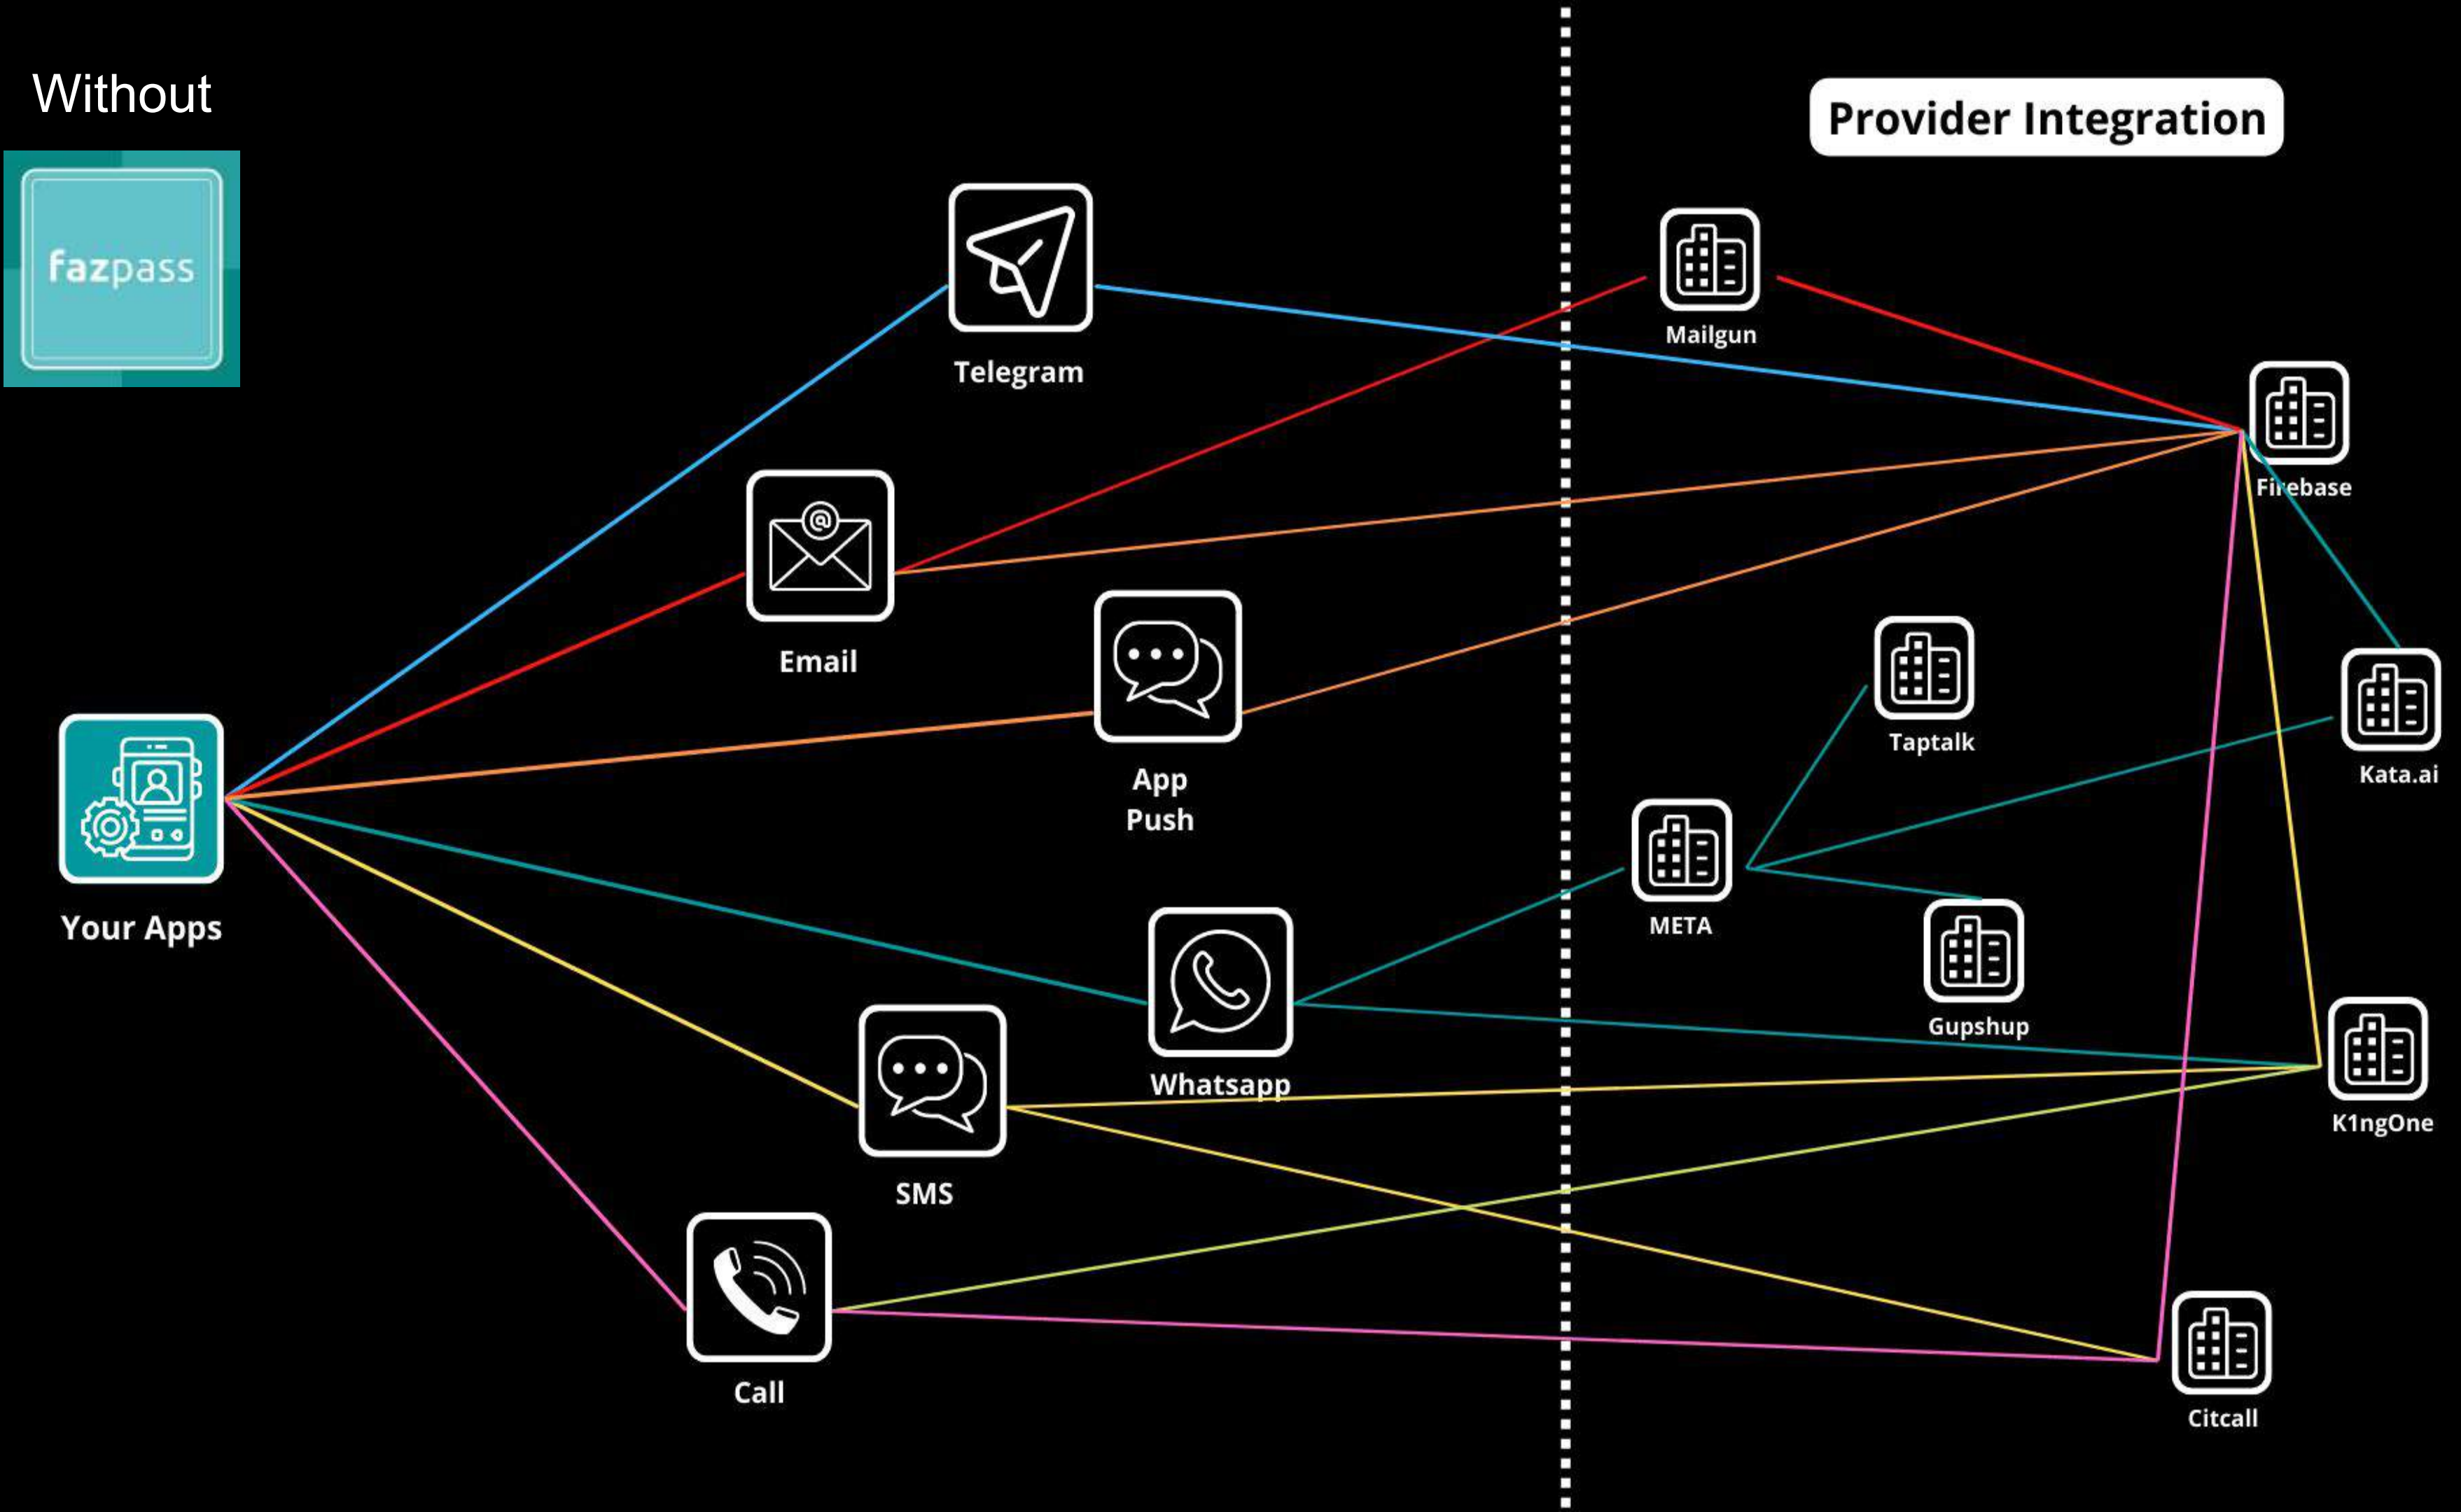 Without
fazpass
Provider Integration
Telegram
Mailgun
Firebase
Email
App
Push
Taptalk
Kata.ai
Your Apps
META
Whatsapp
Gupshup
K1ngOne
SMS
Call
Citcall